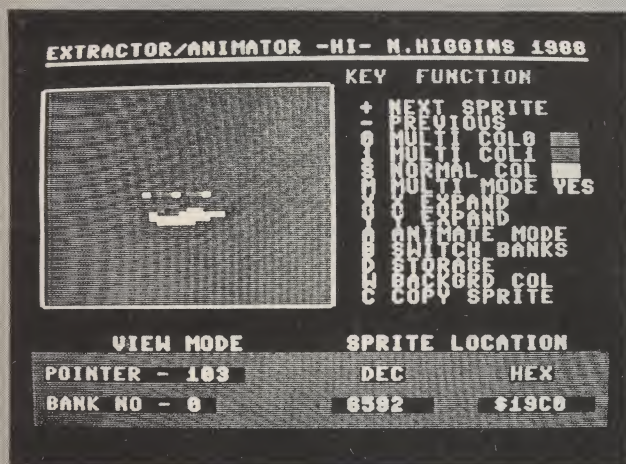 EXTRACTOR/ANIMATOR -HI- N.HIGGINS 1988
KEY FUNCTION
+ NEXT SPRITE
- PREVIOUS
0 MULTI COL0
1 MULTI COL1
S NORMAL COL
M MULTI MODE YES
X X EXPAND
Y Y EXPAND
A ANIMATE MODE
B SWITCH BANKS
D STORAGE
W BACKGRD COL
C COPY SPRITE
VIEW MODE SPRITE LOCATION
POINTER - 103 DEC HEX
BANK NO - 0 6592 $19C0